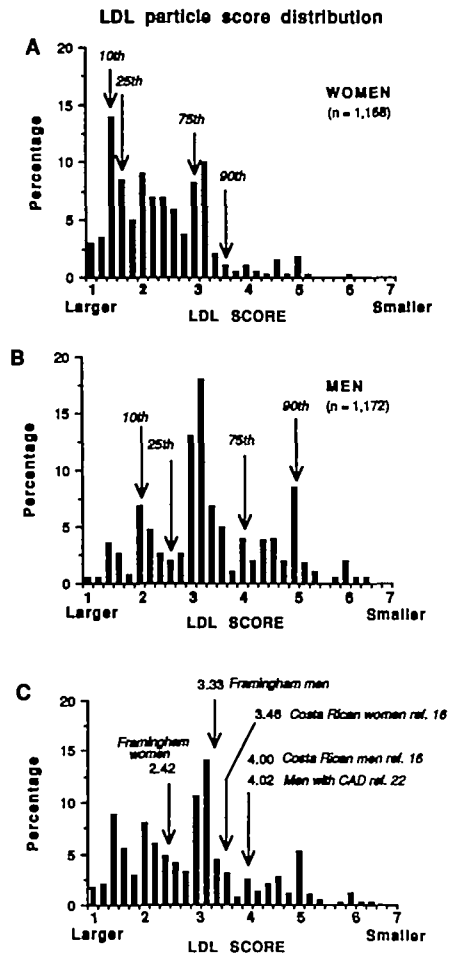 LDL particle score distribution
A
20
10th
25th
15
WOMEN
(n = 1,168)
75th
10
90th
5
0
Percentage
1 2 3 4 5 6 7
Larger
LDL SCORE
Smaller
B
20
MEN
(n = 1,172)
10th
90th
15
25th
75th
10
5
0
Percentage
1 2 3 4 5 6 7
Larger
LDL SCORE
Smaller
C
3.33 Framingham men
20
3.46 Costa Rican women ref. 16
Framingham
women
2.42
4.00 Costa Rican men ref. 16
4.02 Men with CAD ref. 22
15
10
5
0
Percentage
1 2 3 4 5 6 7
Larger
LDL SCORE
Smaller